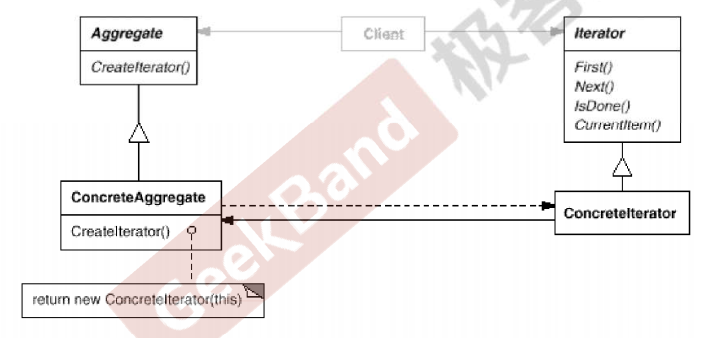 Aggregate
CreateIterator()
Client
Iterator
First()
Next()
IsDone()
CurrentItem()
ConcreteAggregate
CreateIterator()
ConcreteIterator
return new ConcreteIterator(this)
GeekBand 极客